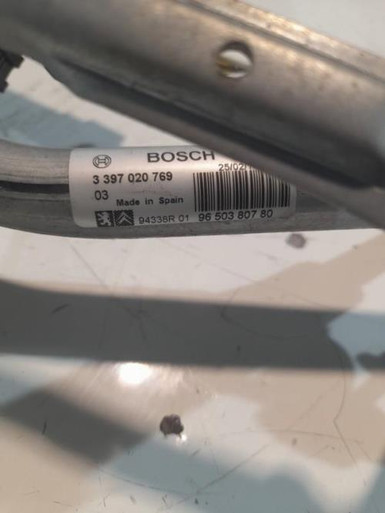 BOSCH
3 397 020 769
25/02/
03 Made in Spain
94338R 01 96 503 807 80